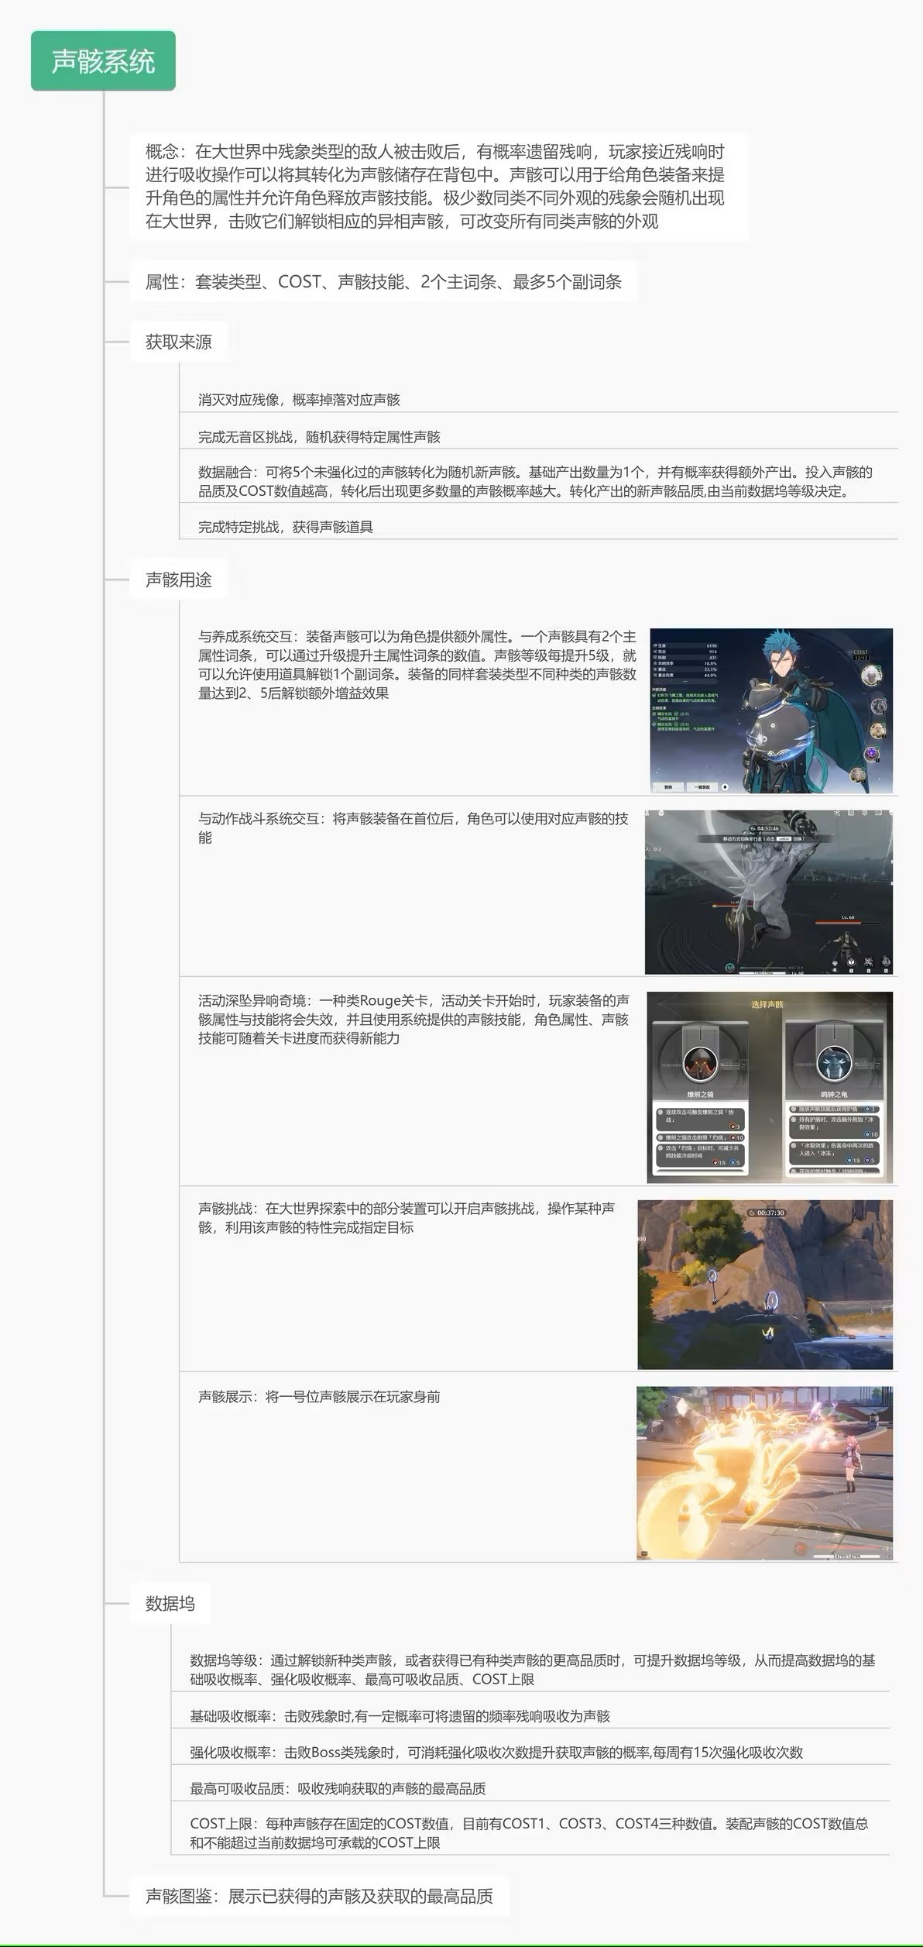 声骸系统
概念：在大世界中残象类型的敌人被击败后，有概率遗留残响，玩家接近残响时
进行吸收操作可以将其转化为声骸储存在背包中。声骸可以用于给角色装备来提
升角色的属性并允许角色释放声骸技能。极少数同类不同外观的残象会随机出现
在大世界，击败它们解锁相应的异相声骸，可改变所有同类声骸的外观
属性：套装类型、COST、声骸技能、2个主词条、最多5个副词条
获取来源
消灭对应残像，概率掉落对应声骸
完成无音区挑战，随机获得特定属性声骸
数据融合：可将5个未强化过的声骸转化为随机新声骸。基础产出数量为1个，并有概率获得额外产出。投入声骸的
品质及COST数值越高，转化后出现更多数量的声骸概率越大。转化产出的新声骸品质,由当前数据坞等级决定。
完成特定挑战，获得声骸道具
声骸用途
与养成系统交互：装备声骸可以为角色提供额外属性。一个声骸具有2个主
属性词条，可以通过升级提升主属性词条的数值。声骸等级每提升5级，就
可以允许使用道具解锁1个副词条。装备的同样套装类型不同种类的声骸数
量达到2、5后解锁额外增益效果
COST
与动作战斗系统交互：将声骸装备在首位后，角色可以使用对应声骸的技
能
活动深坠异响奇境：一种类Rouge关卡，活动关卡开始时，玩家装备的声
骸属性与技能将会失效，并且使用系统提供的声骸技能，角色属性、声骸
技能可随着关卡进度而获得新能力
选择声骸
燎照之骑
鸣钟之龟
声骸挑战：在大世界探索中的部分装置可以开启声骸挑战，操作某种声
骸，利用该声骸的特性完成指定目标
00:37:30
声骸展示：将一号位声骸展示在玩家身前
数据坞
数据坞等级：通过解锁新种类声骸，或者获得已有种类声骸的更高品质时，可提升数据坞等级，从而提高数据坞的基
础吸收概率、强化吸收概率、最高可吸收品质、COST上限
基础吸收概率：击败残象时,有一定概率可将遗留的频率残响吸收为声骸
强化吸收概率：击败Boss类残象时，可消耗强化吸收次数提升获取声骸的概率,每周有15次强化吸收次数
最高可吸收品质：吸收残响获取的声骸的最高品质
COST上限：每种声骸存在固定的COST数值，目前有COST1、COST3、COST4三种数值。装配声骸的COST数值总
和不能超过当前数据坞可承载的COST上限
声骸图鉴：展示已获得的声骸及获取的最高品质